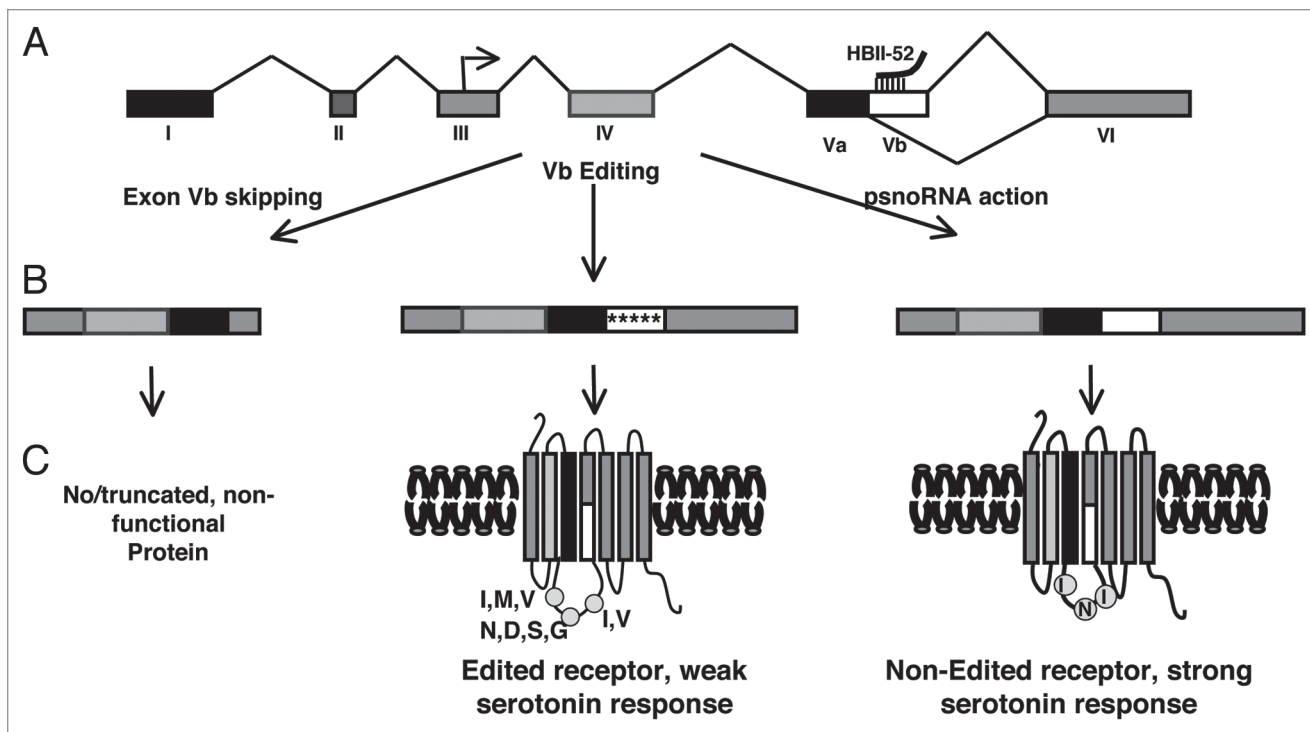 A
HBII-52
I
II
III
IV
Va
Vb
VI
Exon Vb skipping
Vb Editing
psnoRNA action
B
*****
C
No/truncated, non-
functional
Protein
I,M,V
N,D,S,G
I,V
I
N
I
Edited receptor, weak
serotonin response
Non-Edited receptor, strong
serotonin response